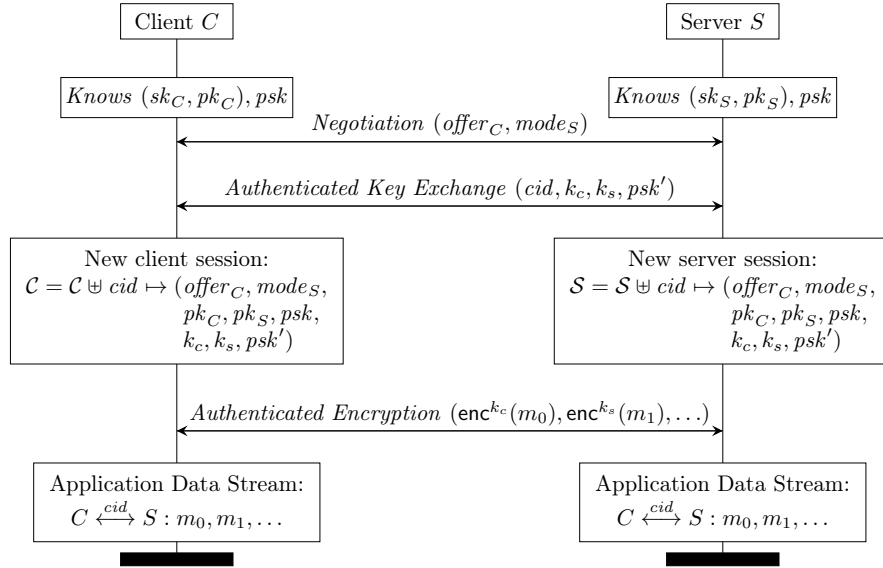 Client C
Server S
Knows (sk_C, pk_C), psk
Knows (sk_S, pk_S), psk
Negotiation (offer_C, mode_S)
Authenticated Key Exchange (cid, k_c, k_s, psk′)
New client session:
𝒞 = 𝒞 ⊎ cid ↦ (offer_C, mode_S,
pk_C, pk_S, psk,
k_c, k_s, psk′)
New server session:
𝒮 = 𝒮 ⊎ cid ↦ (offer_C, mode_S,
pk_C, pk_S, psk,
k_c, k_s, psk′)
Authenticated Encryption (enc^{k_c}(m_0), enc^{k_s}(m_1), . . .)
Application Data Stream:
C ⟷^{cid} S : m_0, m_1, . . .
Application Data Stream:
C ⟷^{cid} S : m_0, m_1, . . .